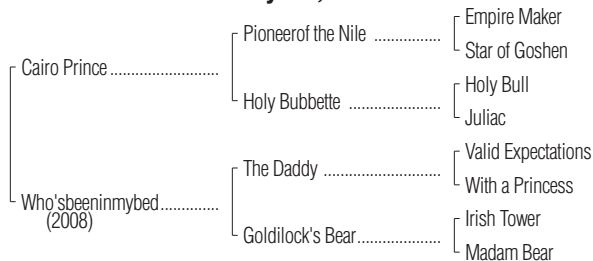 Empire Maker
Pioneerof the Nile ................
Star of Goshen
Cairo Prince..........................
Holy Bull
Holy Bubbette ......................
Juliac
Valid Expectations
The Daddy ............................
With a Princess
Who'sbeeninmybed..............
(2008)
Irish Tower
Goldilock's Bear....................
Madam Bear